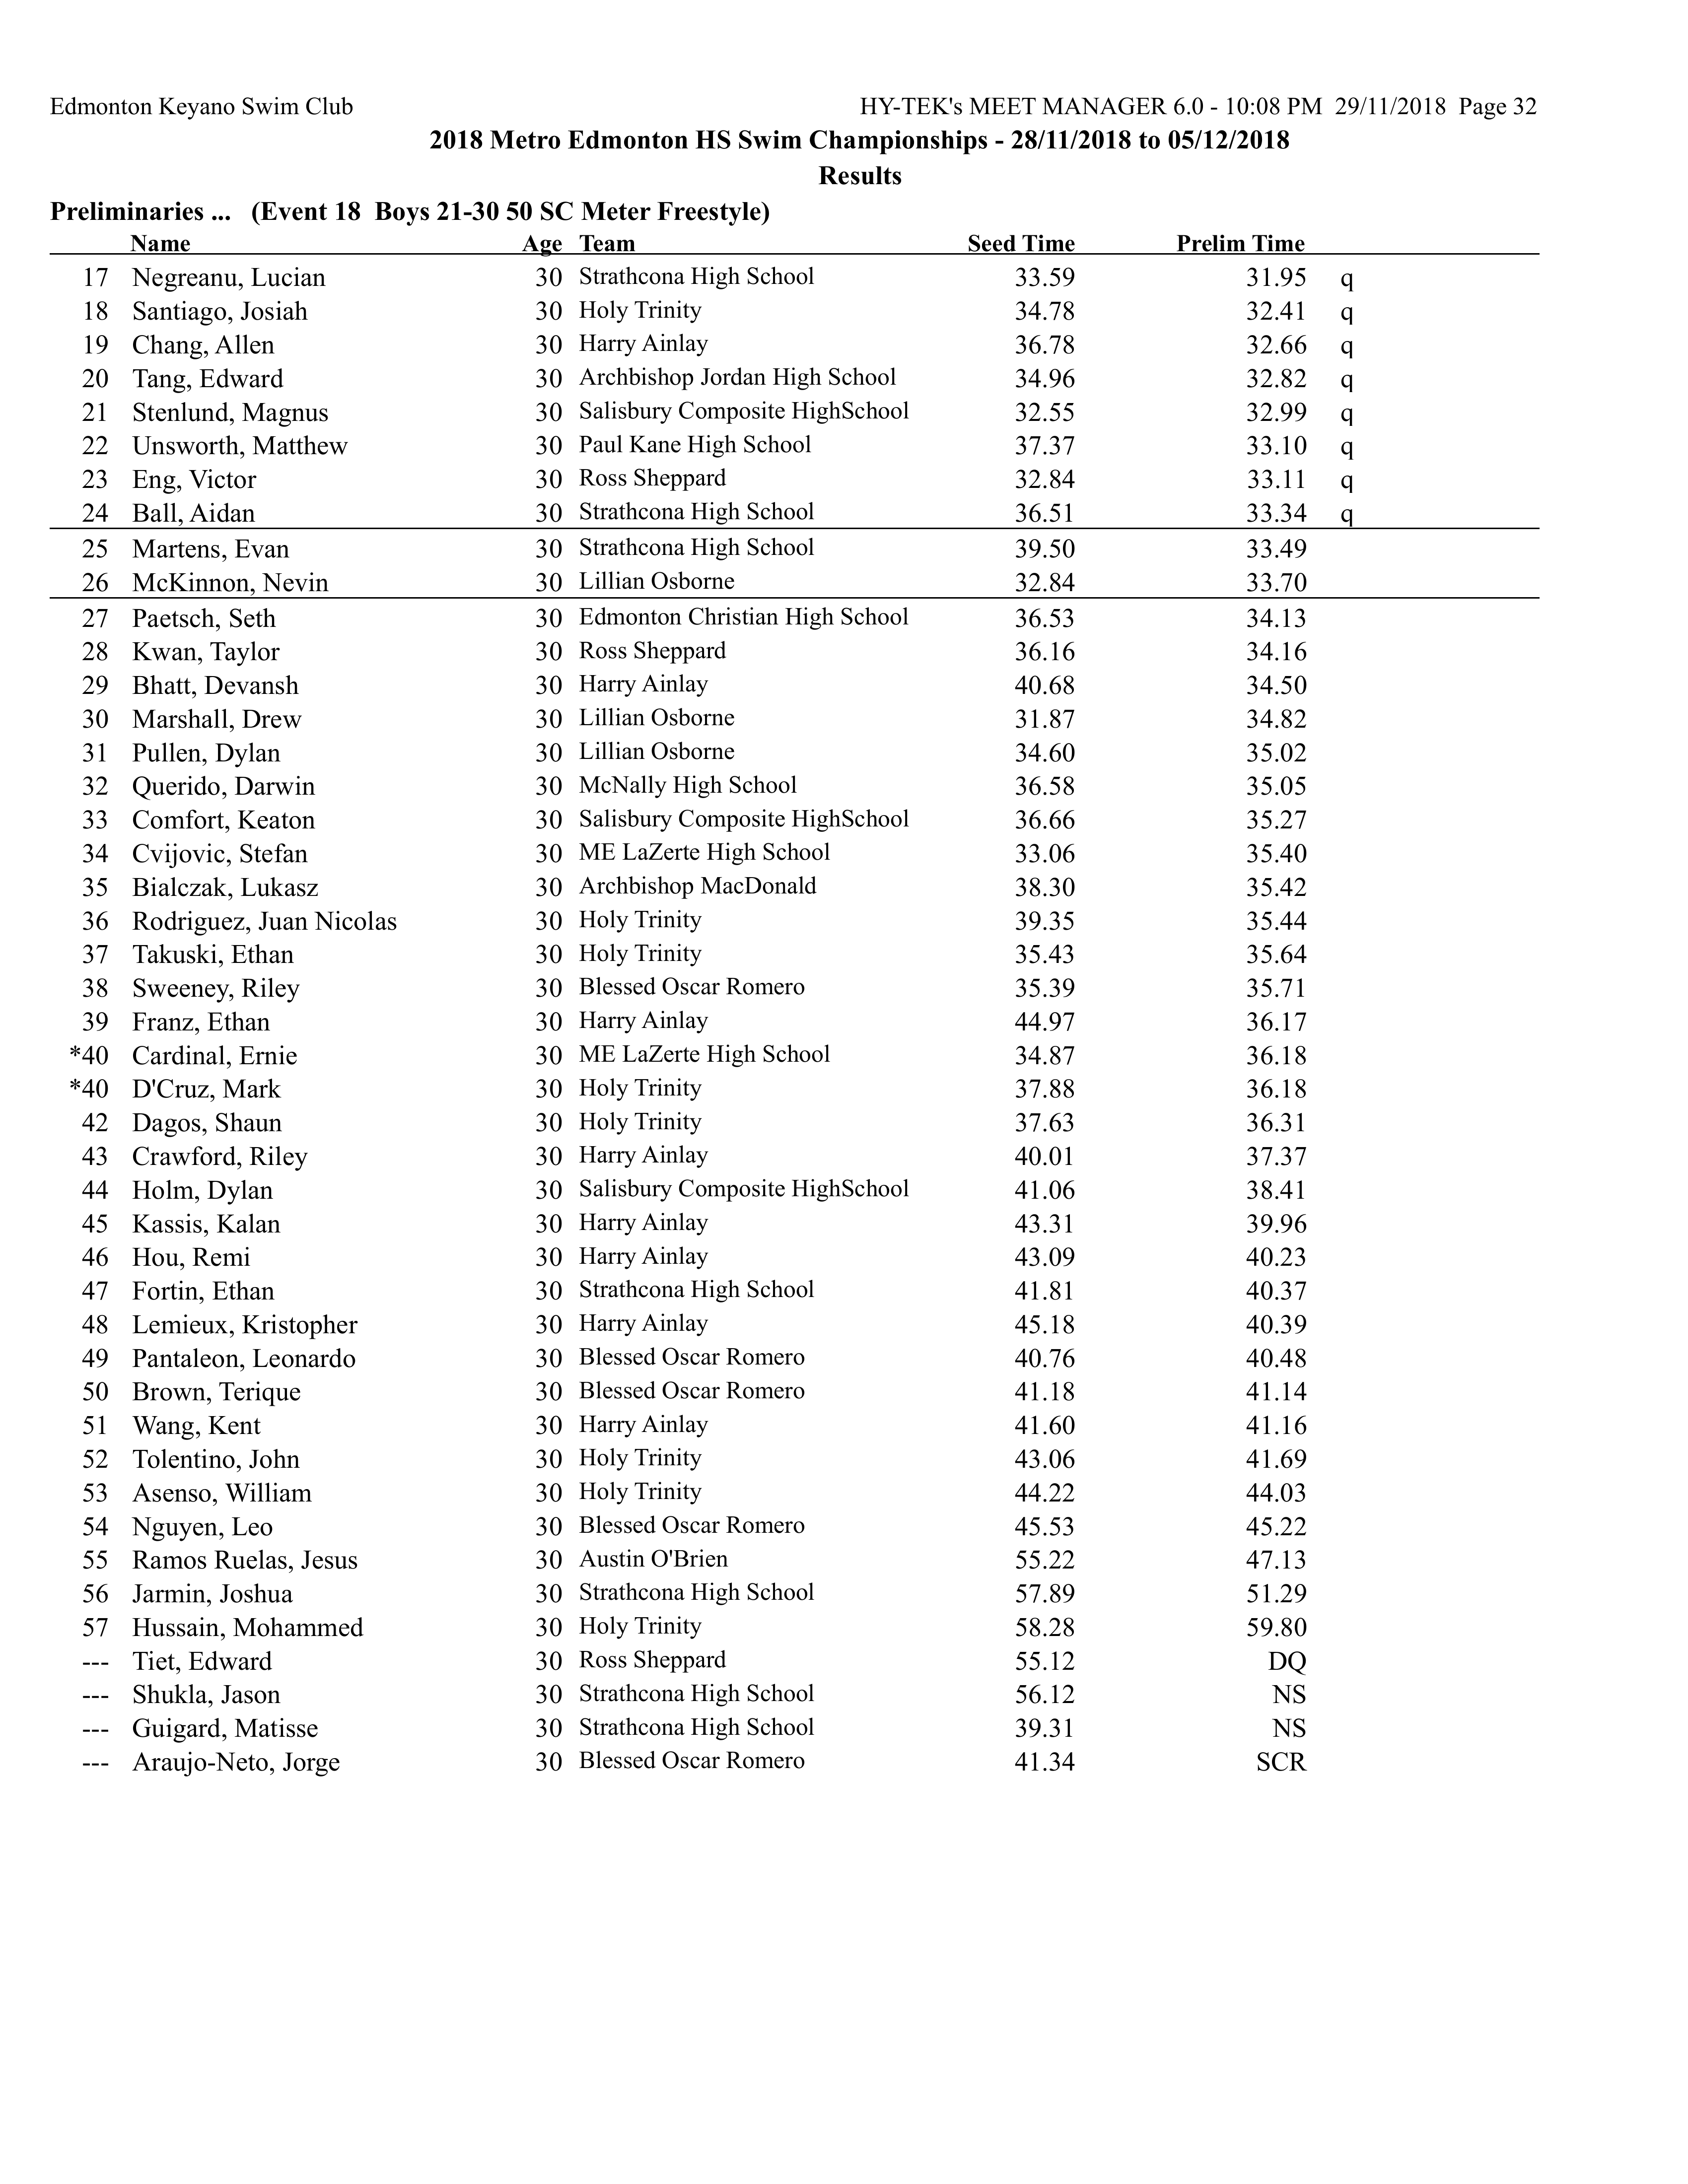 Edmonton Keyano Swim Club HY-TEK's MEET MANAGER 6.0 - 10:08 PM 29/11/2018 Page 32
2018 Metro Edmonton HS Swim Championships - 28/11/2018 to 05/12/2018
Results
Preliminaries ... (Event 18 Boys 21-30 50 SC Meter Freestyle)
Name Age Team Seed Time Prelim Time
17 Negreanu, Lucian 30 Strathcona High School 33.59 31.95 q
18 Santiago, Josiah 30 Holy Trinity 34.78 32.41 q
19 Chang, Allen 30 Harry Ainlay 36.78 32.66 q
20 Tang, Edward 30 Archbishop Jordan High School 34.96 32.82 q
21 Stenlund, Magnus 30 Salisbury Composite HighSchool 32.55 32.99 q
22 Unsworth, Matthew 30 Paul Kane High School 37.37 33.10 q
23 Eng, Victor 30 Ross Sheppard 32.84 33.11 q
24 Ball, Aidan 30 Strathcona High School 36.51 33.34 q
25 Martens, Evan 30 Strathcona High School 39.50 33.49
26 McKinnon, Nevin 30 Lillian Osborne 32.84 33.70
27 Paetsch, Seth 30 Edmonton Christian High School 36.53 34.13
28 Kwan, Taylor 30 Ross Sheppard 36.16 34.16
29 Bhatt, Devansh 30 Harry Ainlay 40.68 34.50
30 Marshall, Drew 30 Lillian Osborne 31.87 34.82
31 Pullen, Dylan 30 Lillian Osborne 34.60 35.02
32 Querido, Darwin 30 McNally High School 36.58 35.05
33 Comfort, Keaton 30 Salisbury Composite HighSchool 36.66 35.27
34 Cvijovic, Stefan 30 ME LaZerte High School 33.06 35.40
35 Bialczak, Lukasz 30 Archbishop MacDonald 38.30 35.42
36 Rodriguez, Juan Nicolas 30 Holy Trinity 39.35 35.44
37 Takuski, Ethan 30 Holy Trinity 35.43 35.64
38 Sweeney, Riley 30 Blessed Oscar Romero 35.39 35.71
39 Franz, Ethan 30 Harry Ainlay 44.97 36.17
*40 Cardinal, Ernie 30 ME LaZerte High School 34.87 36.18
*40 D'Cruz, Mark 30 Holy Trinity 37.88 36.18
42 Dagos, Shaun 30 Holy Trinity 37.63 36.31
43 Crawford, Riley 30 Harry Ainlay 40.01 37.37
44 Holm, Dylan 30 Salisbury Composite HighSchool 41.06 38.41
45 Kassis, Kalan 30 Harry Ainlay 43.31 39.96
46 Hou, Remi 30 Harry Ainlay 43.09 40.23
47 Fortin, Ethan 30 Strathcona High School 41.81 40.37
48 Lemieux, Kristopher 30 Harry Ainlay 45.18 40.39
49 Pantaleon, Leonardo 30 Blessed Oscar Romero 40.76 40.48
50 Brown, Terique 30 Blessed Oscar Romero 41.18 41.14
51 Wang, Kent 30 Harry Ainlay 41.60 41.16
52 Tolentino, John 30 Holy Trinity 43.06 41.69
53 Asenso, William 30 Holy Trinity 44.22 44.03
54 Nguyen, Leo 30 Blessed Oscar Romero 45.53 45.22
55 Ramos Ruelas, Jesus 30 Austin O'Brien 55.22 47.13
56 Jarmin, Joshua 30 Strathcona High School 57.89 51.29
57 Hussain, Mohammed 30 Holy Trinity 58.28 59.80
--- Tiet, Edward 30 Ross Sheppard 55.12 DQ
--- Shukla, Jason 30 Strathcona High School 56.12 NS
--- Guigard, Matisse 30 Strathcona High School 39.31 NS
--- Araujo-Neto, Jorge 30 Blessed Oscar Romero 41.34 SCR